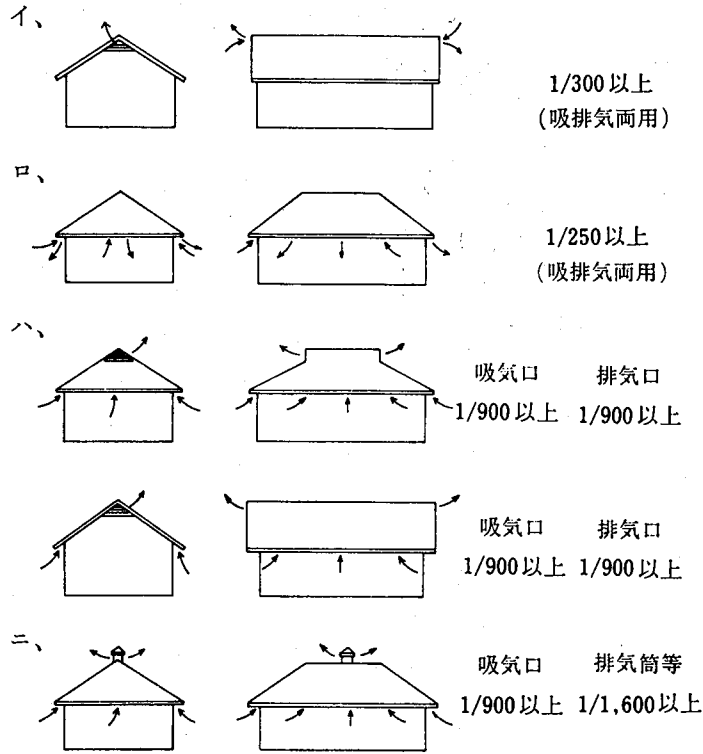 イ、
1/300以上
(吸排気両用)
ロ、
1/250以上
(吸排気両用)
ハ、
吸気口 排気口
1/900以上 1/900以上
吸気口 排気口
1/900以上 1/900以上
ニ、
吸気口 排気筒等
1/900以上 1/1,600以上